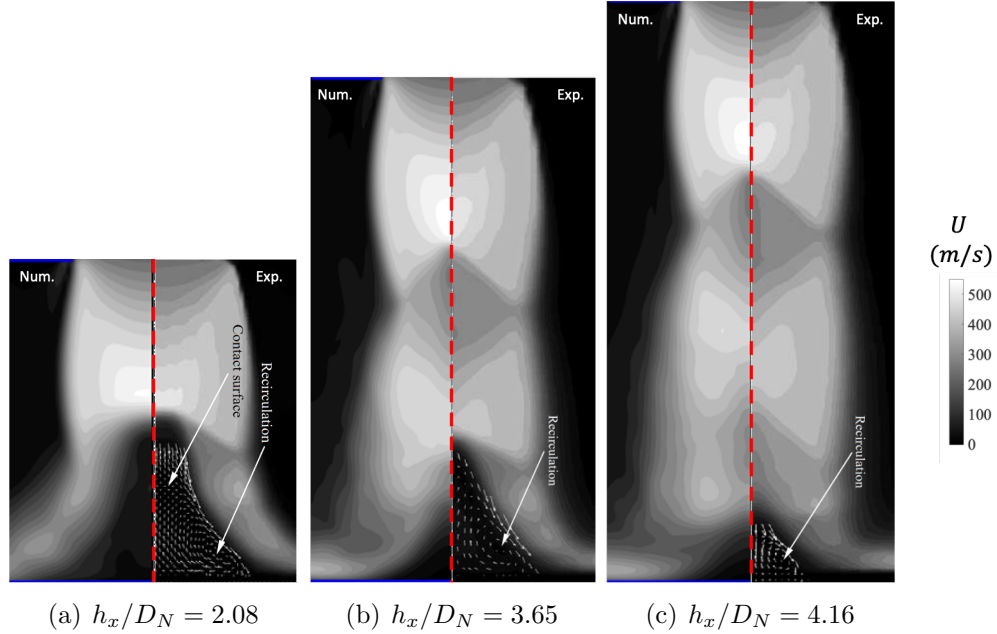 Num.
Exp.
Contact surface
Recirculation
(a) h_x/D_N = 2.08
Num.
Exp.
Recirculation
(b) h_x/D_N = 3.65
Num.
Exp.
Recirculation
(c) h_x/D_N = 4.16
U
(m/s)
500
400
300
200
100
0